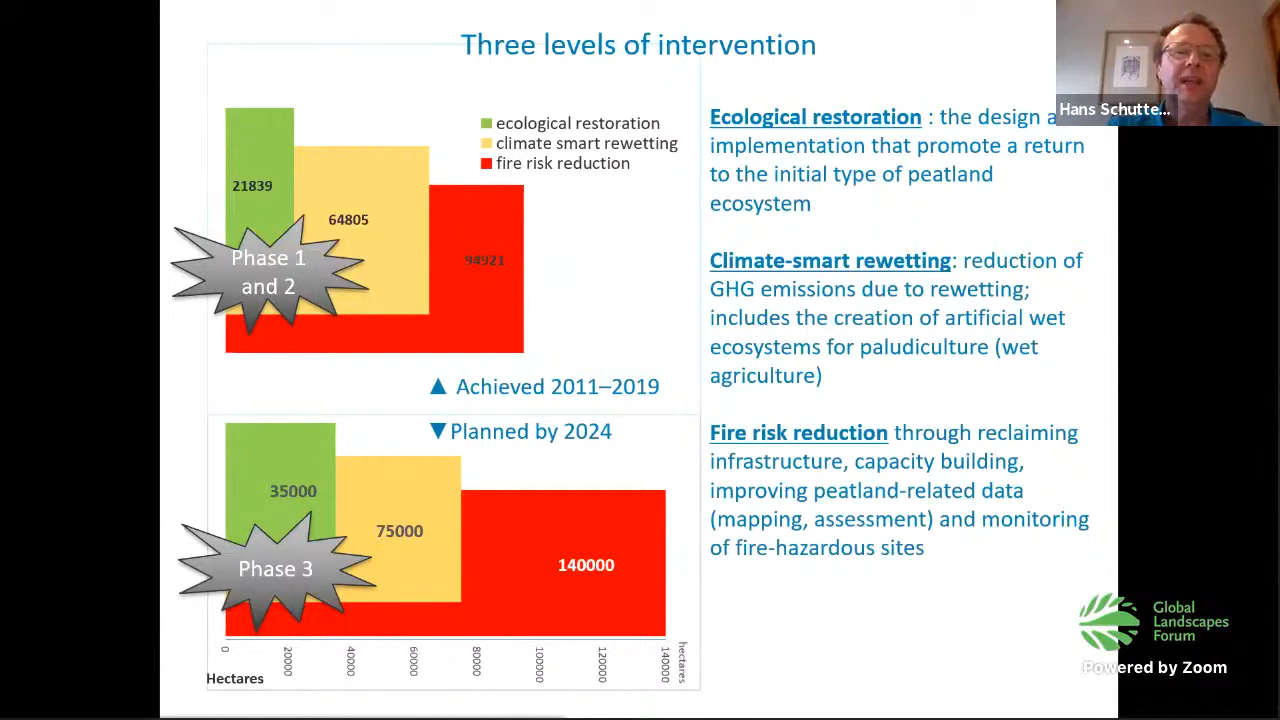 Three levels of intervention
Hans Schutte...
ecological restoration
climate smart rewetting
fire risk reduction
21839
64805
94921
Phase 1
and 2
▲ Achieved 2011–2019
▼ Planned by 2024
35000
75000
140000
Phase 3
0
20000
40000
60000
80000
100000
120000
140000
hectares
Hectares
Ecological restoration : the design a
implementation that promote a return
to the initial type of peatland
ecosystem
Climate-smart rewetting: reduction of
GHG emissions due to rewetting;
includes the creation of artificial wet
ecosystems for paludiculture (wet
agriculture)
Fire risk reduction through reclaiming
infrastructure, capacity building,
improving peatland-related data
(mapping, assessment) and monitoring
of fire-hazardous sites
Global
Landscapes
Forum
Powered by Zoom